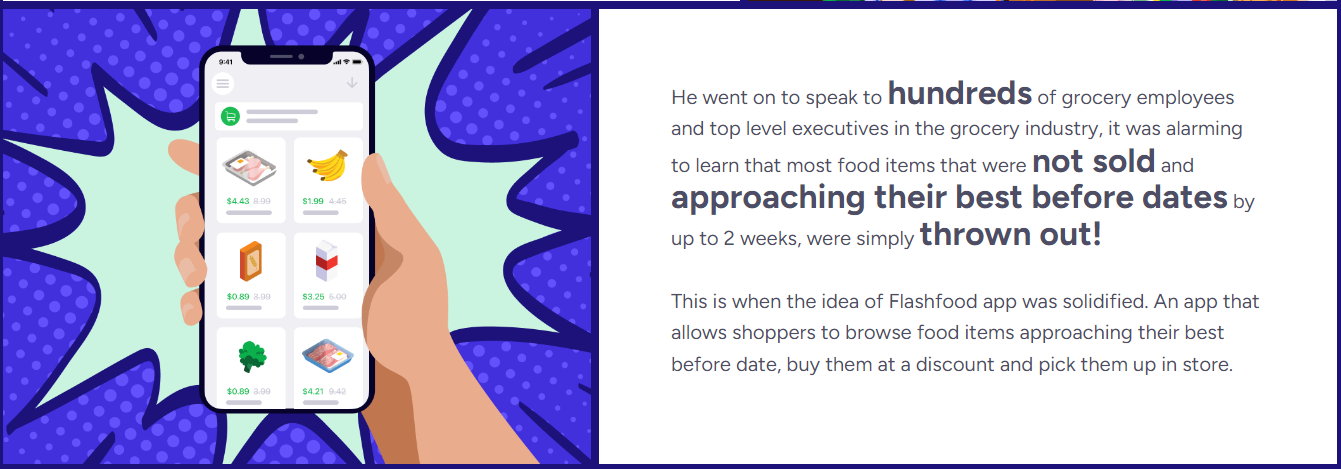 9:41
$4.43 8.99
$1.99 4.45
$0.89 3.99
$3.25 5.00
$0.89 3.99
$4.21 9.42
He went on to speak to hundreds of grocery employees
and top level executives in the grocery industry, it was alarming
to learn that most food items that were not sold and
approaching their best before dates by
up to 2 weeks, were simply thrown out!
This is when the idea of Flashfood app was solidified. An app that
allows shoppers to browse food items approaching their best
before date, buy them at a discount and pick them up in store.